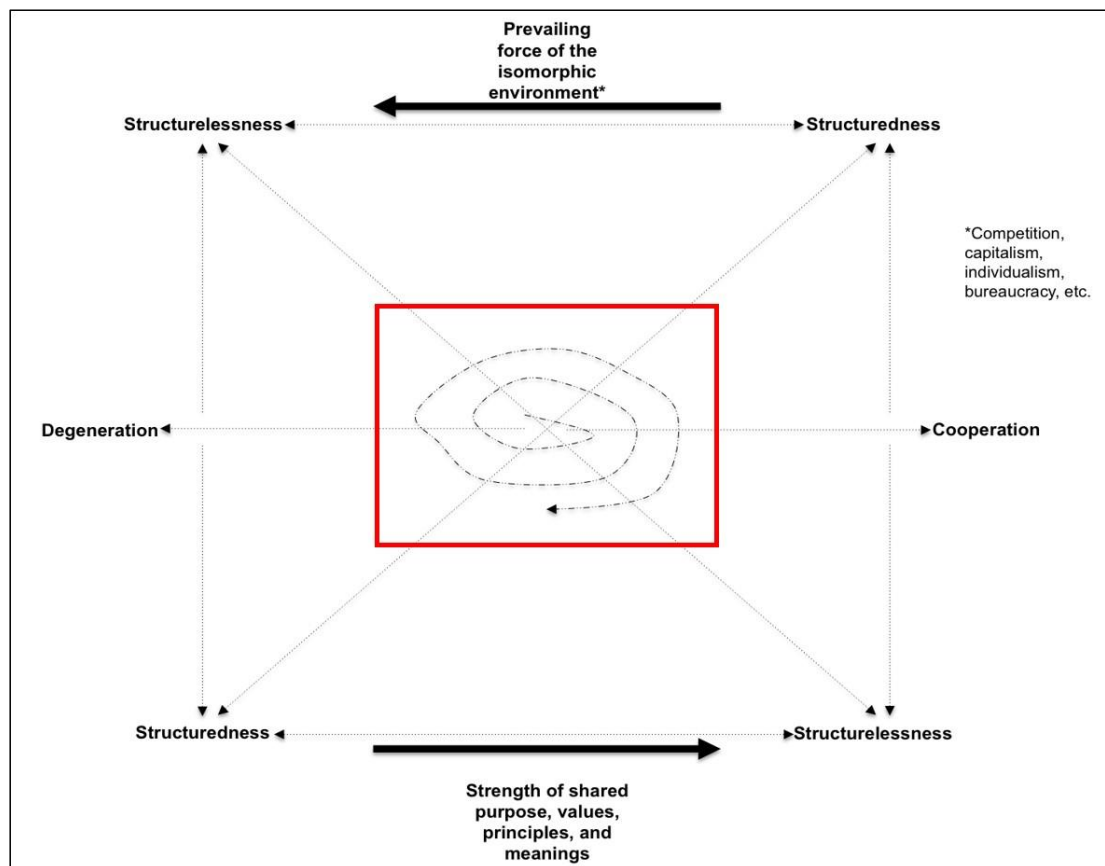 Prevailing
force of the
isomorphic
environment*
Structurelessness
Structuredness
*Competition,
capitalism,
individualism,
bureaucracy, etc.
Degeneration
Cooperation
Structuredness
Structurelessness
Strength of shared
purpose, values,
principles, and
meanings